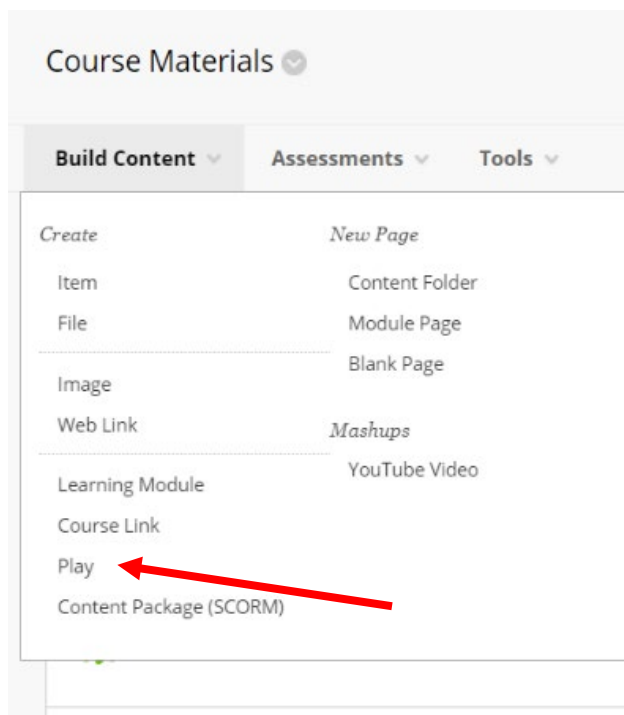 Course Materials
Build Content
Assessments
Tools
Create
Item
File
Image
Web Link
Learning Module
Course Link
Play
Content Package (SCORM)
New Page
Content Folder
Module Page
Blank Page
Mashups
YouTube Video